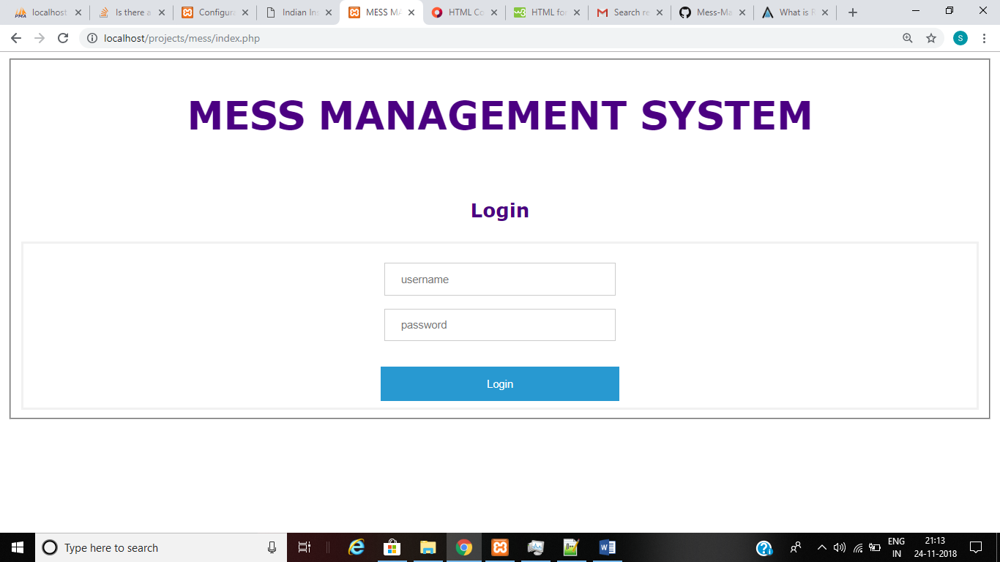 localhost
Is there a
Configura
Indian Ins
MESS MA
HTML Co
HTML for
Search re
Mess-Ma
What is
localhost/projects/mess/index.php
S
MESS MANAGEMENT SYSTEM
Login
username
password
Login
Type here to search
ENG
IN
21:13
24-11-2018